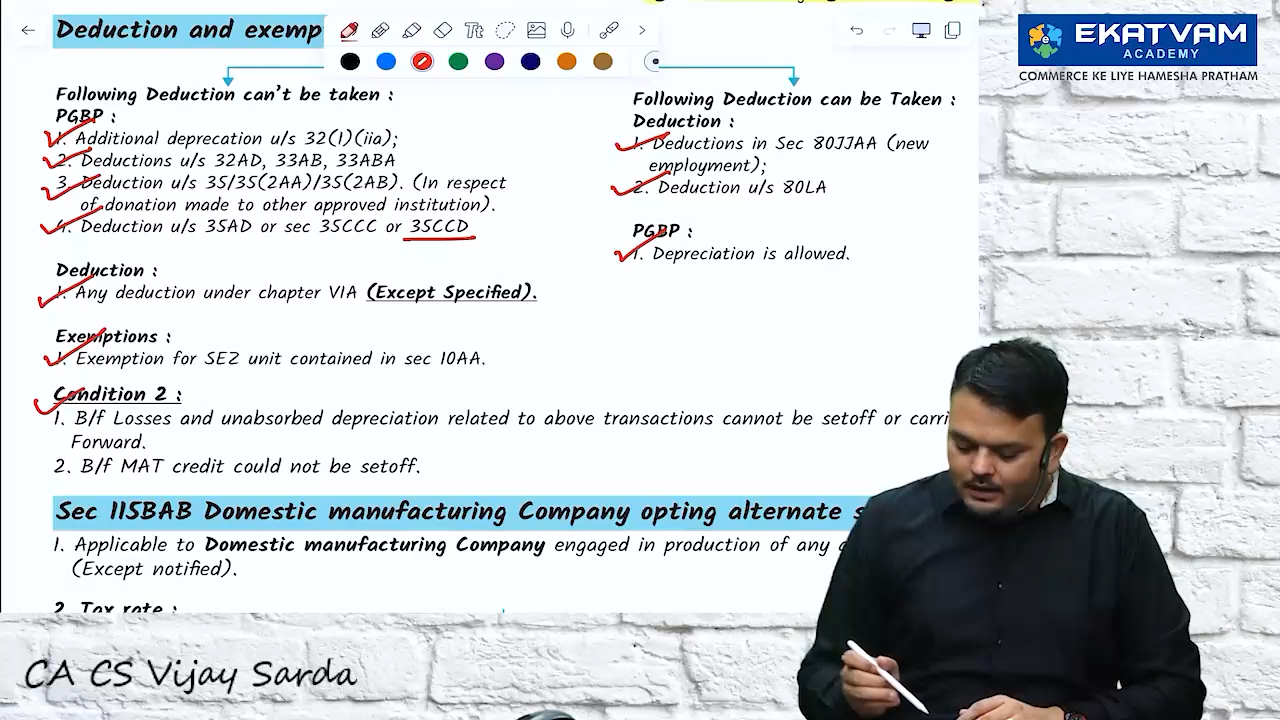 Deduction and exemp
EKATVAM
ACADEMY
COMMERCE KE LIYE HAMESHA PRATHAM
Tt
Following Deduction can't be taken :
PGBP :
1. Additional deprecation u/s 32(1)(iia);
2. Deductions u/s 32AD, 33AB, 33ABA
3. Deduction u/s 35/35(2AA)/35(2AB). (In respect
of donation made to other approved institution).
4. Deduction u/s 35AD or sec 35CCC or 35CCD
Deduction :
1. Any deduction under chapter VIA (Except Specified).
Exemptions :
1. Exemption for SEZ unit contained in sec 10AA.
Following Deduction can be Taken :
Deduction :
1. Deductions in Sec 80JJAA (new
employment);
2. Deduction u/s 80LA
PGBP :
1. Depreciation is allowed.
Condition 2 :
1. B/f Losses and unabsorbed depreciation related to above transactions cannot be setoff or carri
Forward.
2. B/f MAT credit could not be setoff.
Sec 115BAB Domestic manufacturing Company opting alternate s
1. Applicable to Domestic manufacturing Company engaged in production of any
(Except notified).
2. Tax rate :
CA CS Vijay Sarda